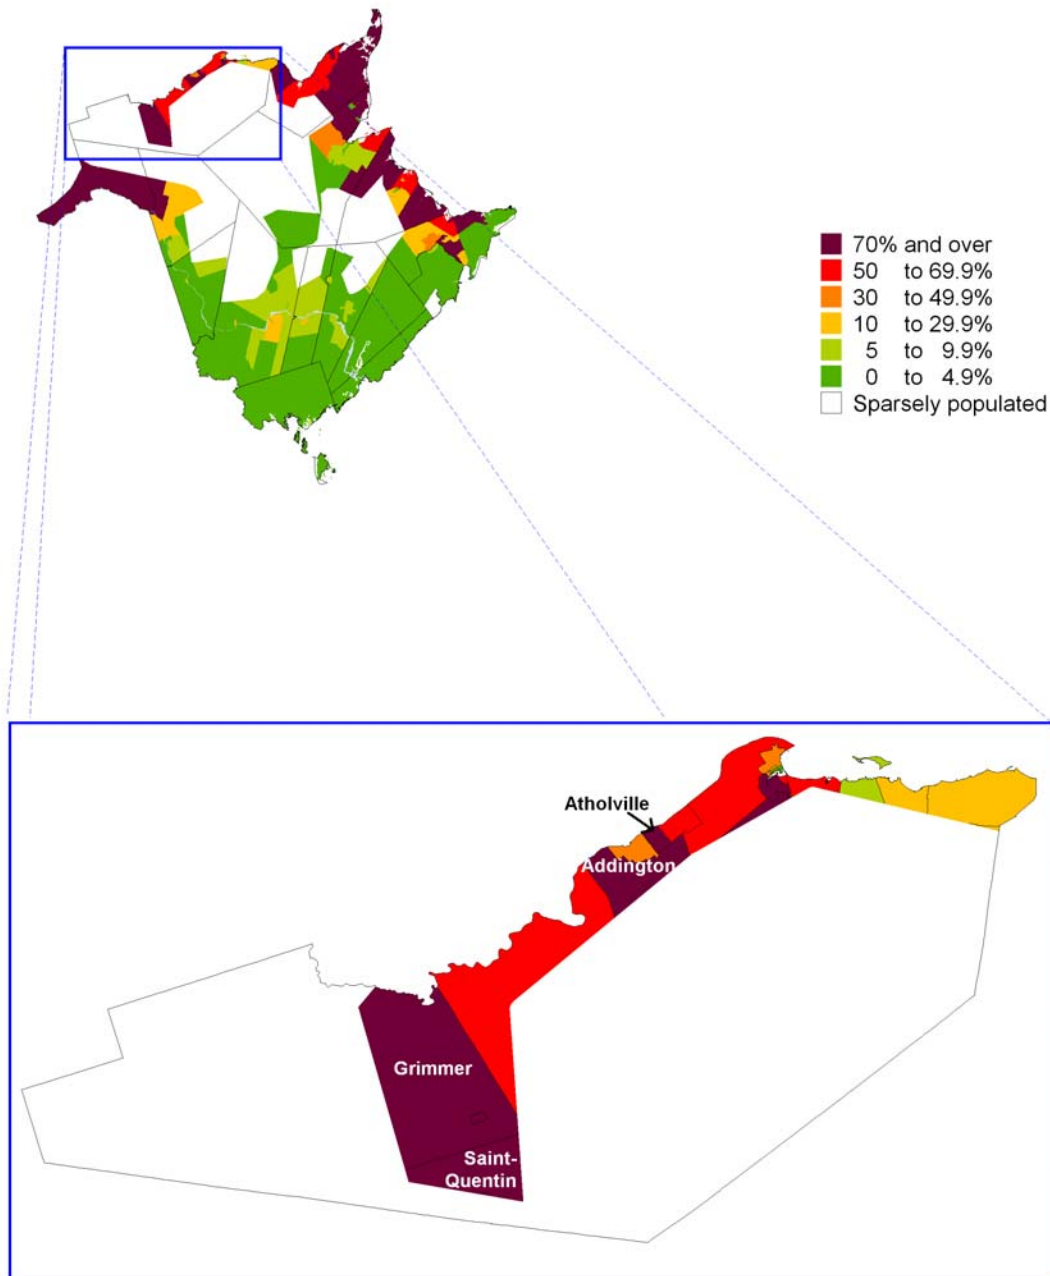 70% and over
50 to 69.9%
30 to 49.9%
10 to 29.9%
5 to 9.9%
0 to 4.9%
Sparsely populated
Atholville
Addington
Grimmer
Saint-
Quentin